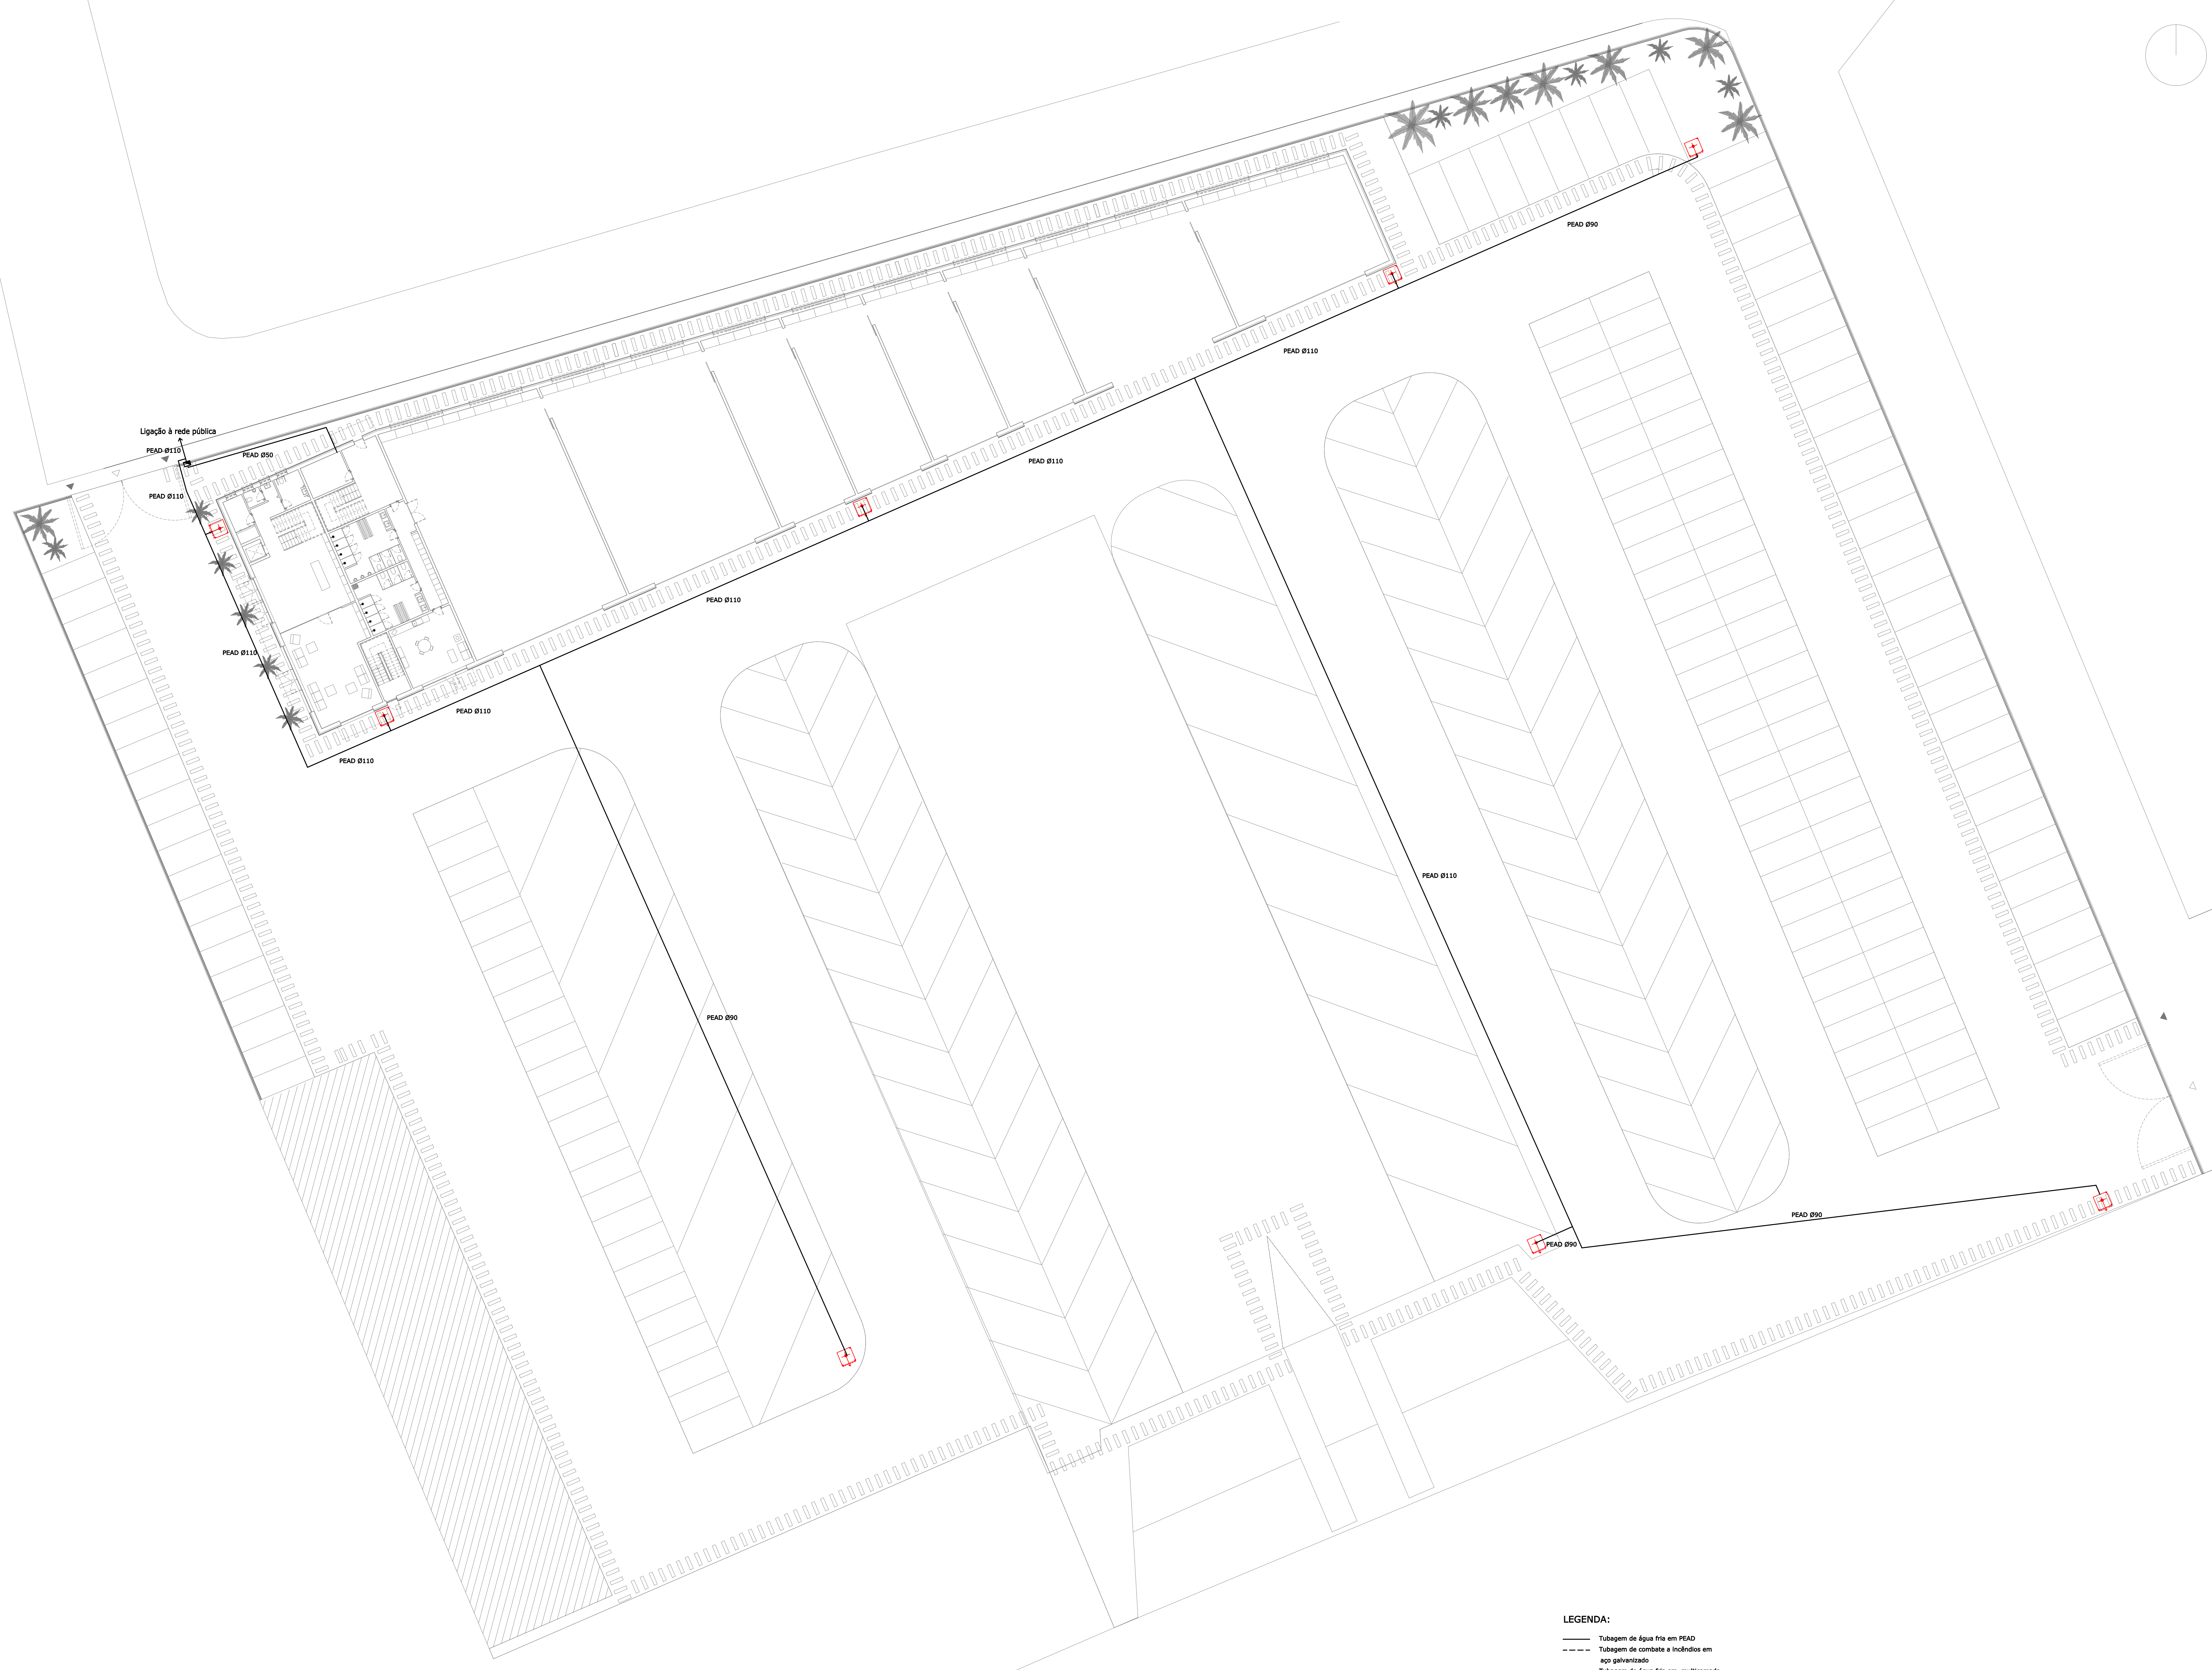 PEAD Ø90
PEAD Ø110
Ligação à rede pública
PEAD Ø110
PEAD Ø50
PEAD Ø110
PEAD Ø110
PEAD Ø110
PEAD Ø110
PEAD Ø110
PEAD Ø110
PEAD Ø110
PEAD Ø90
PEAD Ø90
PEAD Ø90
LEGENDA:
Tubagem de água fria em PEAD
Tubagem de combate a incêndios em
aço galvanizado